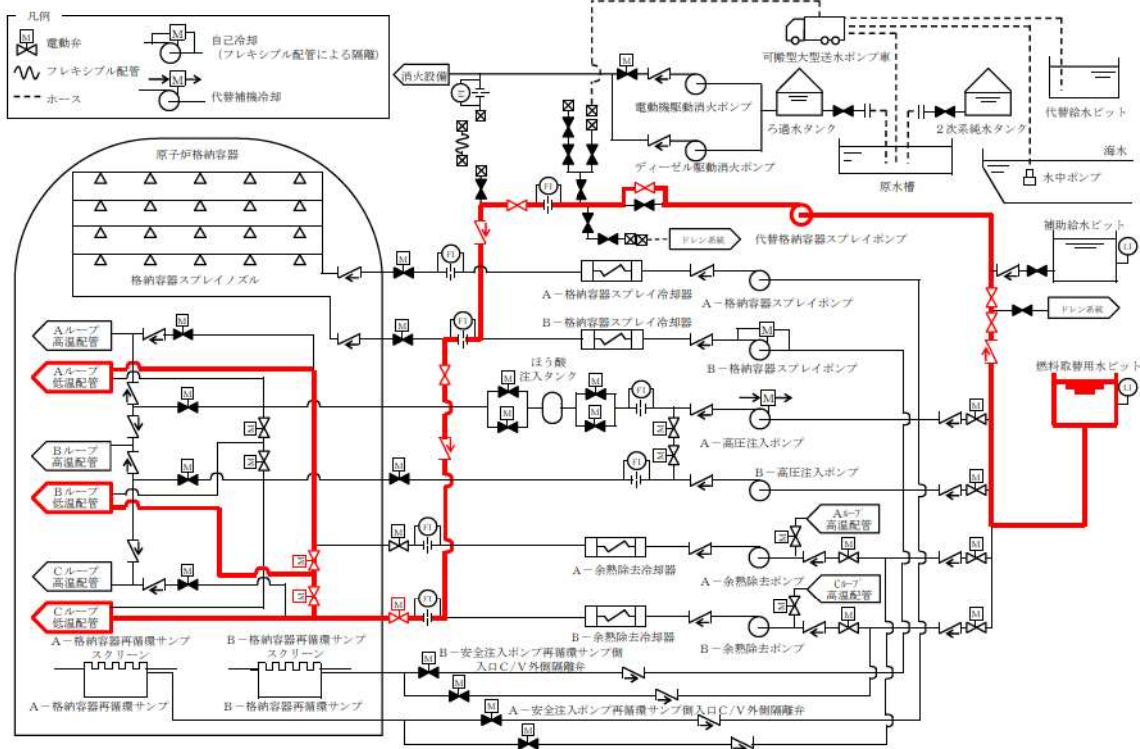 凡例
M
電動弁
フレキシブル配管
ホース
M
自己冷却
(フレキシブル配管による隔離)
M
代替補機冷却
消火設備
FI
M
電動機駆動消火ポンプ
ディーゼル駆動消火ポンプ
可搬型大型送水ポンプ車
ろ過水タンク
2次系純水タンク
原水槽
代替給水ピット
海水
水中ポンプ
原子炉格納容器
格納容器スプレイノズル
FI
代替格納容器スプレイポンプ
ドレン系統
補助給水ピット
LI
ドレン系統
燃料取替用水ピット
LI
M
FI
A-格納容器スプレイ冷却器
A-格納容器スプレイポンプ
M
FI
B-格納容器スプレイ冷却器
M
B-格納容器スプレイポンプ
Aループ
高温配管
M
Aループ
低温配管
M
ほう酸
注入タンク
M
M
M
M
FI
M
A-高圧注入ポンプ
M
M
M
Bループ
高温配管
M
M
M
FI
M
B-高圧注入ポンプ
M
Bループ
低温配管
M
FI
A-余熱除去冷却器
A-余熱除去ポンプ
Aループ
高温配管
M
M
M
M
Cループ
高温配管
M
M
Cループ
低温配管
M
FI
B-余熱除去冷却器
B-余熱除去ポンプ
Cループ
高温配管
M
M
M
A-格納容器再循環サンプ
スクリーン
B-格納容器再循環サンプ
スクリーン
A-格納容器再循環サンプ
B-格納容器再循環サンプ
B-安全注入ポンプ再循環サンプ側
入口C/V外側隔離弁
M
M
A-安全注入ポンプ再循環サンプ側入口C/V外側隔離弁
M
M